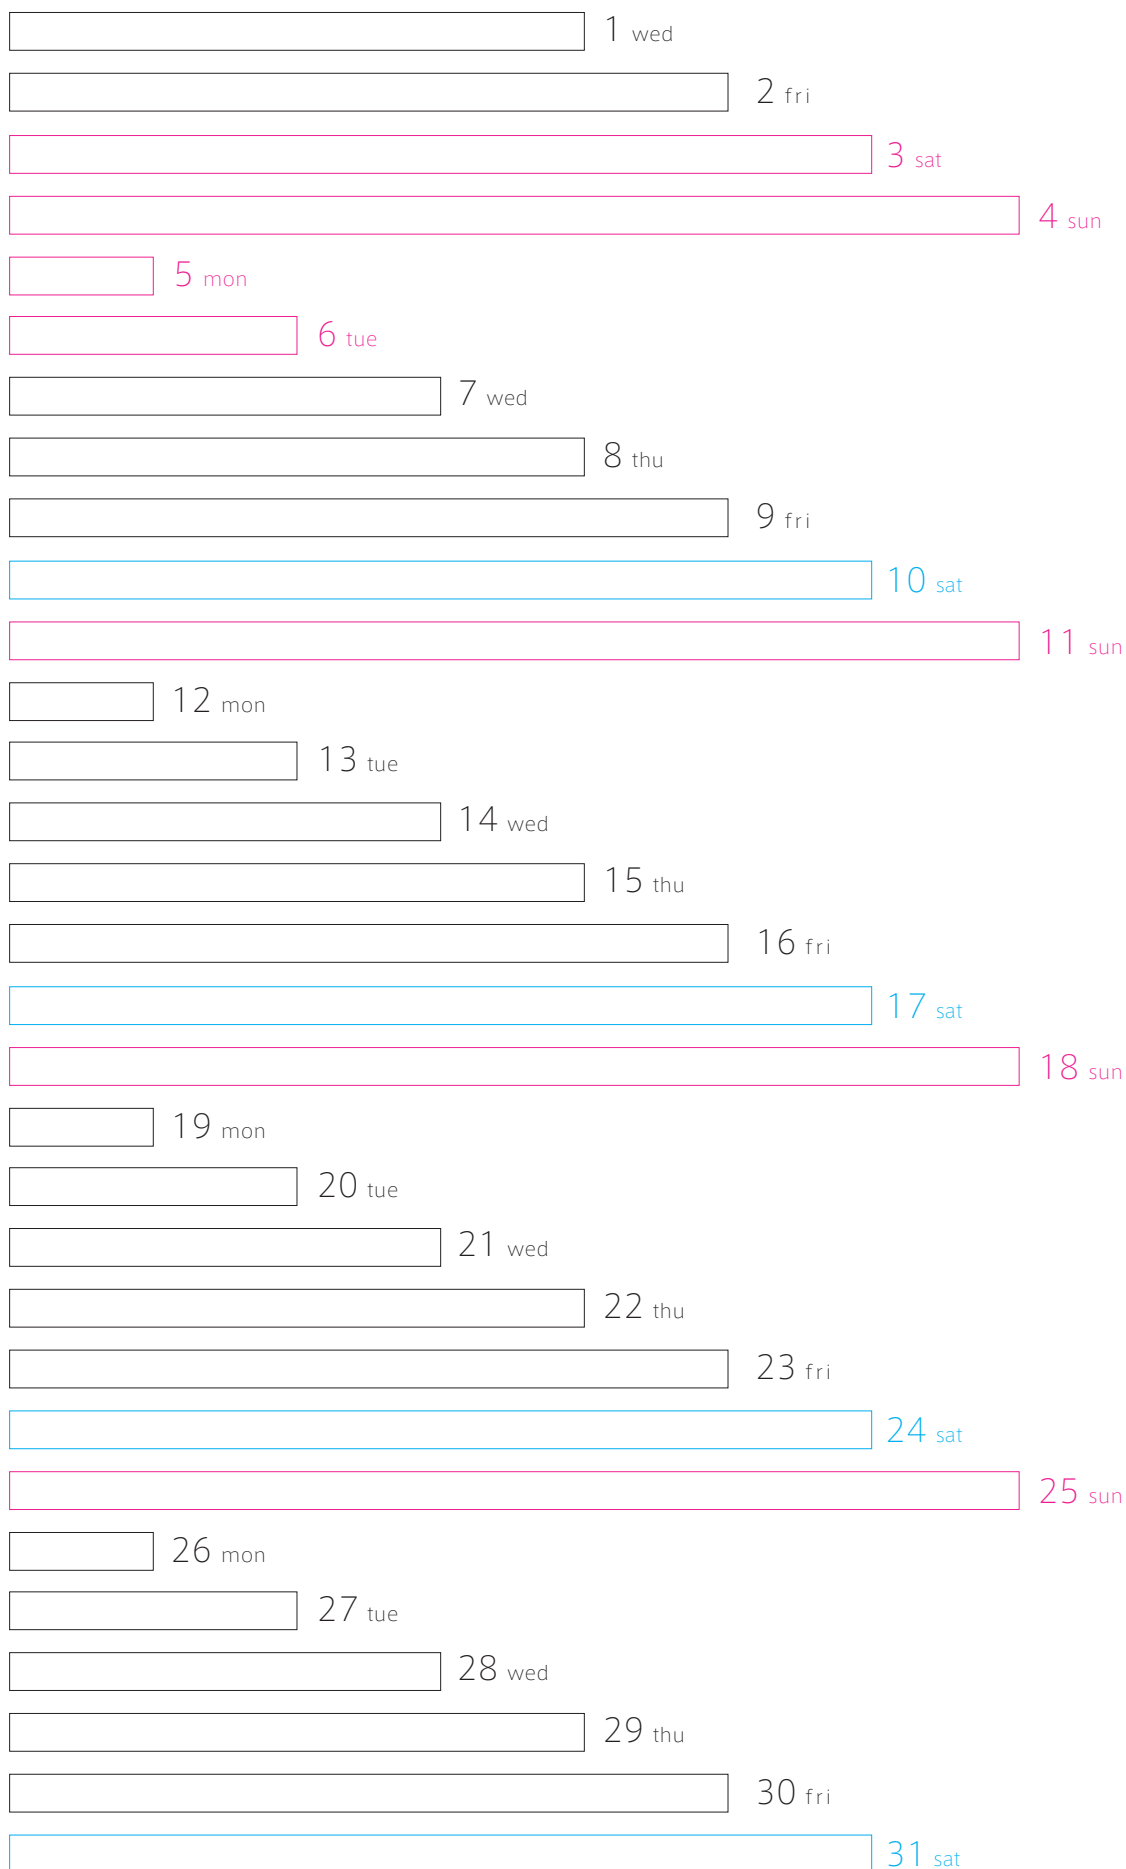 1 wed
2 fri
3 sat
4 sun
5 mon
6 tue
7 wed
8 thu
9 fri
10 sat
11 sun
12 mon
13 tue
14 wed
15 thu
16 fri
17 sat
18 sun
19 mon
20 tue
21 wed
22 thu
23 fri
24 sat
25 sun
26 mon
27 tue
28 wed
29 thu
30 fri
31 sat